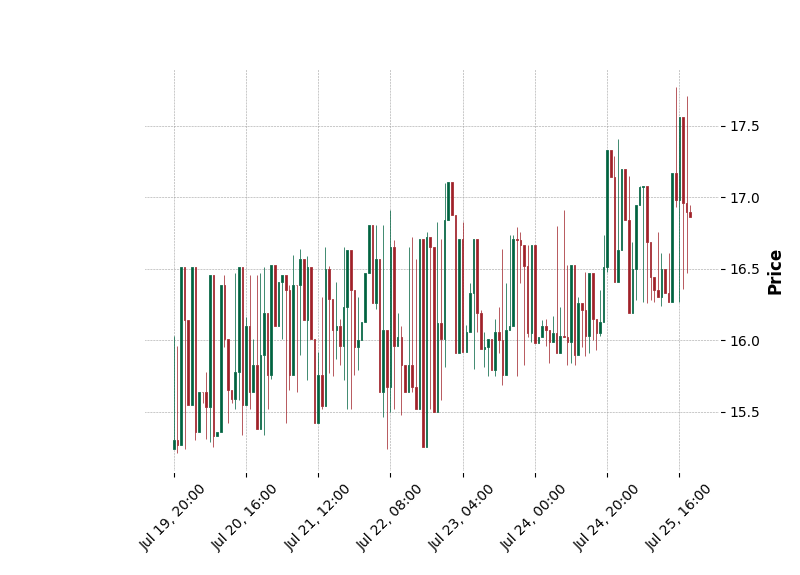 17.5
17.0
16.5
16.0
15.5
Price
Jul 19, 20:00
Jul 20, 16:00
Jul 21, 12:00
Jul 22, 08:00
Jul 23, 04:00
Jul 24, 00:00
Jul 24, 20:00
Jul 25, 16:00